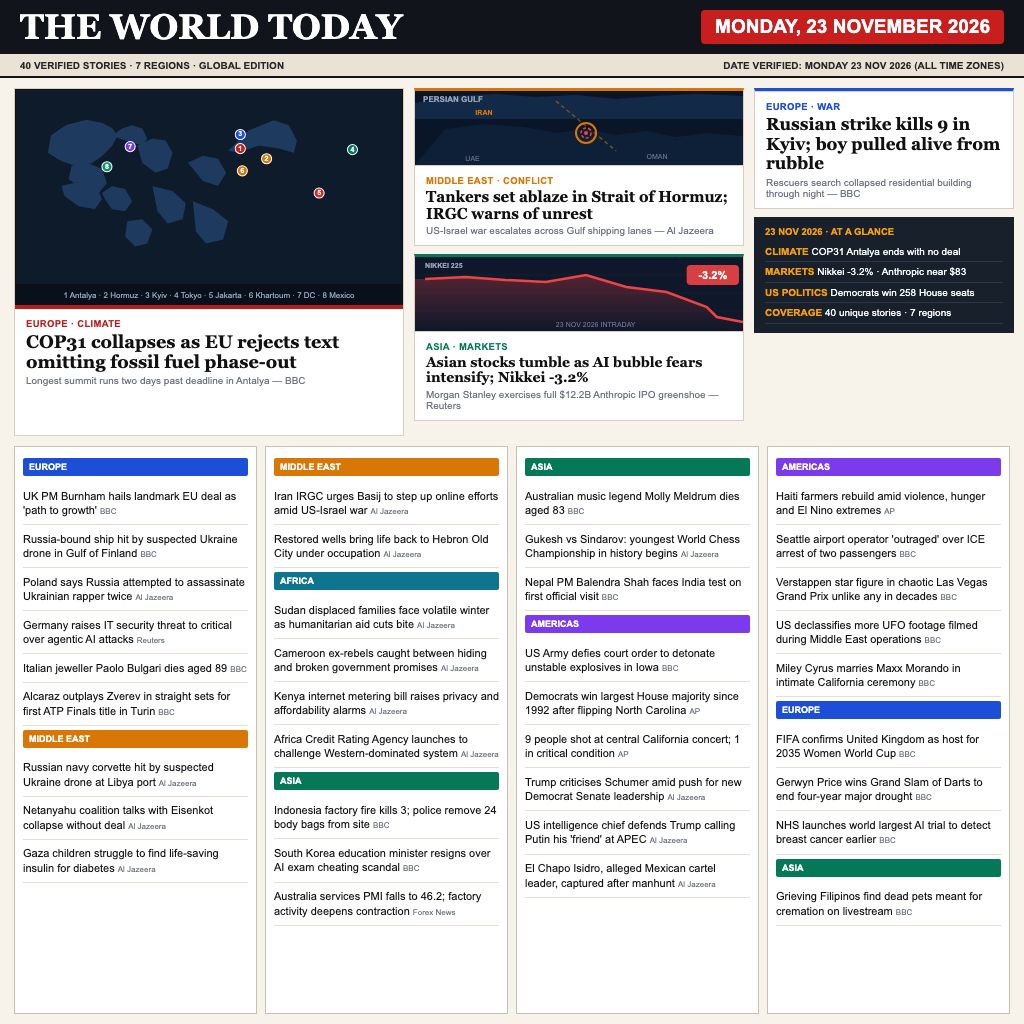 THE WORLD TODAY
MONDAY, 23 NOVEMBER 2026
40 VERIFIED STORIES · 7 REGIONS · GLOBAL EDITION
DATE VERIFIED: MONDAY 23 NOV 2026 (ALL TIME ZONES)
3
7
1
4
2
8
6
5
1 Antalya · 2 Hormuz · 3 Kyiv · 4 Tokyo · 5 Jakarta · 6 Khartoum · 7 DC · 8 Mexico
EUROPE · CLIMATE
COP31 collapses as EU rejects text
omitting fossil fuel phase-out
Longest summit runs two days past deadline in Antalya — BBC
PERSIAN GULF
IRAN
UAE
OMAN
MIDDLE EAST · CONFLICT
Tankers set ablaze in Strait of Hormuz;
IRGC warns of unrest
US-Israel war escalates across Gulf shipping lanes — Al Jazeera
NIKKEI 225
-3.2%
23 NOV 2026 INTRADAY
ASIA · MARKETS
Asian stocks tumble as AI bubble fears
intensify; Nikkei -3.2%
Morgan Stanley exercises full $12.2B Anthropic IPO greenshoe —
Reuters
EUROPE · WAR
Russian strike kills 9 in
Kyiv; boy pulled alive from
rubble
Rescuers search collapsed residential building
through night — BBC
23 NOV 2026 · AT A GLANCE
CLIMATE COP31 Antalya ends with no deal
MARKETS Nikkei -3.2% · Anthropic near $83
US POLITICS Democrats win 258 House seats
COVERAGE 40 unique stories · 7 regions
EUROPE
UK PM Burnham hails landmark EU deal as
'path to growth' BBC
Russia-bound ship hit by suspected Ukraine
drone in Gulf of Finland BBC
Poland says Russia attempted to assassinate
Ukrainian rapper twice Al Jazeera
Germany raises IT security threat to critical
over agentic AI attacks Reuters
Italian jeweller Paolo Bulgari dies aged 89 BBC
Alcaraz outplays Zverev in straight sets for
first ATP Finals title in Turin BBC
MIDDLE EAST
Russian navy corvette hit by suspected
Ukraine drone at Libya port Al Jazeera
Netanyahu coalition talks with Eisenkot
collapse without deal Al Jazeera
Gaza children struggle to find life-saving
insulin for diabetes Al Jazeera
MIDDLE EAST
Iran IRGC urges Basij to step up online efforts
amid US-Israel war Al Jazeera
Restored wells bring life back to Hebron Old
City under occupation Al Jazeera
AFRICA
Sudan displaced families face volatile winter
as humanitarian aid cuts bite Al Jazeera
Cameroon ex-rebels caught between hiding
and broken government promises Al Jazeera
Kenya internet metering bill raises privacy and
affordability alarms Al Jazeera
Africa Credit Rating Agency launches to
challenge Western-dominated system Al Jazeera
ASIA
Indonesia factory fire kills 3; police remove 24
body bags from site BBC
South Korea education minister resigns over
AI exam cheating scandal BBC
Australia services PMI falls to 46.2; factory
activity deepens contraction Forex News
ASIA
Australian music legend Molly Meldrum dies
aged 83 BBC
Gukesh vs Sindarov: youngest World Chess
Championship in history begins Al Jazeera
Nepal PM Balendra Shah faces India test on
first official visit BBC
AMERICAS
US Army defies court order to detonate
unstable explosives in Iowa BBC
Democrats win largest House majority since
1992 after flipping North Carolina AP
9 people shot at central California concert; 1
in critical condition AP
Trump criticises Schumer amid push for new
Democrat Senate leadership Al Jazeera
US intelligence chief defends Trump calling
Putin his 'friend' at APEC Al Jazeera
El Chapo Isidro, alleged Mexican cartel
leader, captured after manhunt Al Jazeera
AMERICAS
Haiti farmers rebuild amid violence, hunger
and El Nino extremes AP
Seattle airport operator 'outraged' over ICE
arrest of two passengers BBC
Verstappen star figure in chaotic Las Vegas
Grand Prix unlike any in decades BBC
US declassifies more UFO footage filmed
during Middle East operations BBC
Miley Cyrus marries Maxx Morando in
intimate California ceremony BBC
EUROPE
FIFA confirms United Kingdom as host for
2035 Women World Cup BBC
Gerwyn Price wins Grand Slam of Darts to
end four-year major drought BBC
NHS launches world largest AI trial to detect
breast cancer earlier BBC
ASIA
Grieving Filipinos find dead pets meant for
cremation on livestream BBC